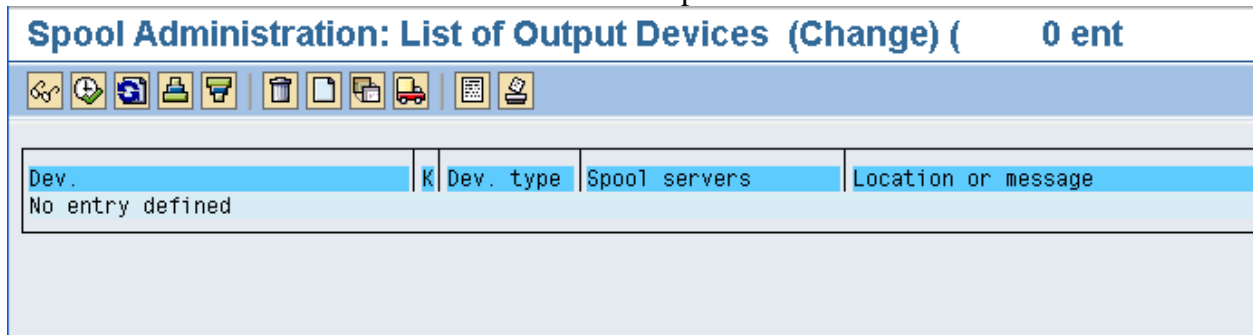 Spool Administration: List of Output Devices (Change) ( 0 ent
Dev. K Dev. type Spool servers Location or message
No entry defined